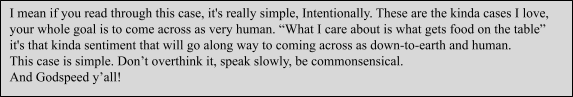 I mean if you read through this case, it's really simple, Intentionally. These are the kinda cases I love,
your whole goal is to come across as very human. “What I care about is what gets food on the table”
it's that kinda sentiment that will go along way to coming across as down-to-earth and human.
This case is simple. Don’t overthink it, speak slowly, be commonsensical.
And Godspeed y’all!